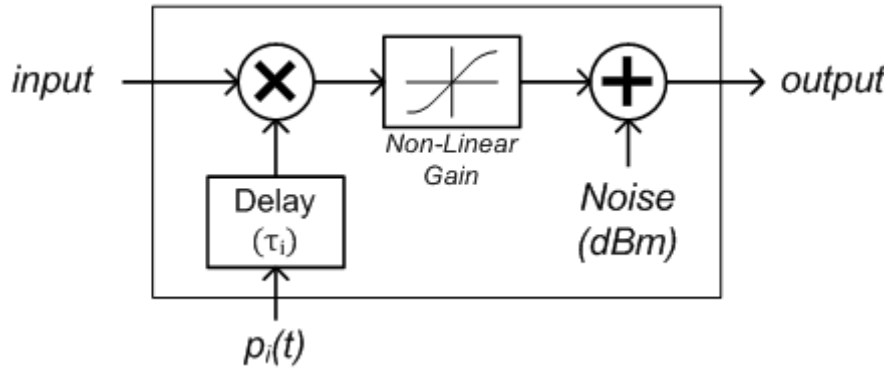 input
output
Non-Linear
Gain
Delay
(τᵢ)
Noise
(dBm)
pᵢ(t)